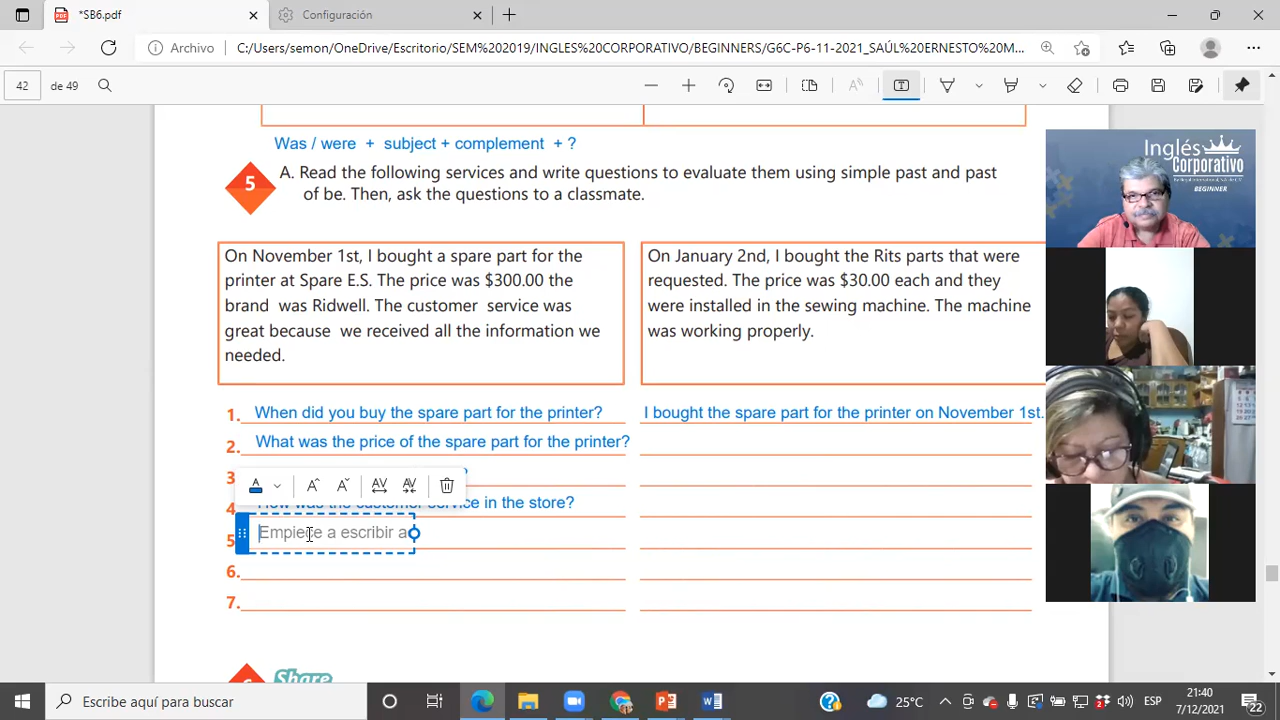 *SB6.pdf
Configuración
Archivo
C:/Users/semon/OneDrive/Escritorio/SEM%202019/INGLES%20CORPORATIVO/BEGINNERS/G6C-P6-11-2021_SAÚL%20ERNESTO%20M...
42 de 49
Was / were + subject + complement + ?
5
A. Read the following services and write questions to evaluate them using simple past and past
of be. Then, ask the questions to a classmate.
On November 1st, I bought a spare part for the
printer at Spare E.S. The price was $300.00 the
brand was Ridwell. The customer service was
great because we received all the information we
needed.
On January 2nd, I bought the Rits parts that were
requested. The price was $30.00 each and they
were installed in the sewing machine. The machine
was working properly.
1. When did you buy the spare part for the printer?
I bought the spare part for the printer on November 1st.
2. What was the price of the spare part for the printer?
3
4 How was the customer service in the store?
5 Empiece a escribir a
6.
7.
Share
Inglés
Corporativo
BEGINNER
Escribe aquí para buscar
25°C
ESP
21:40
7/12/2021
22